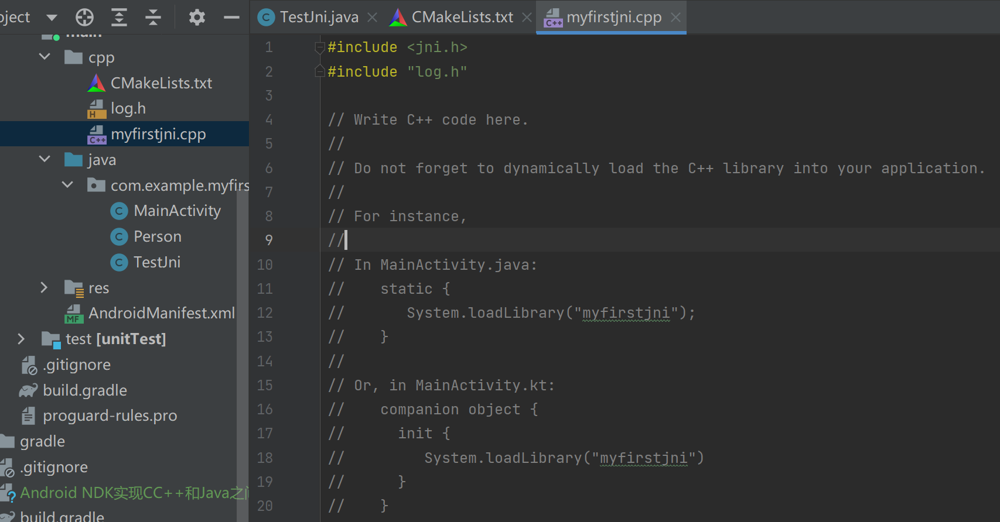 ject
TestJni.java
CMakeLists.txt
myfirstjni.cpp
main
cpp
CMakeLists.txt
log.h
myfirstjni.cpp
java
com.example.myfirs
MainActivity
Person
TestJni
res
AndroidManifest.xml
test [unitTest]
.gitignore
build.gradle
proguard-rules.pro
gradle
.gitignore
Android NDK实现CC++和Java之间
build.gradle
1 #include <jni.h>
2 #include "log.h"
3
4 // Write C++ code here.
5 //
6 // Do not forget to dynamically load the C++ library into your application.
7 //
8 // For instance,
9 //
10 // In MainActivity.java:
11 //    static {
12 //       System.loadLibrary("myfirstjni");
13 //    }
14 //
15 // Or, in MainActivity.kt:
16 //    companion object {
17 //      init {
18 //         System.loadLibrary("myfirstjni")
19 //      }
20 //    }